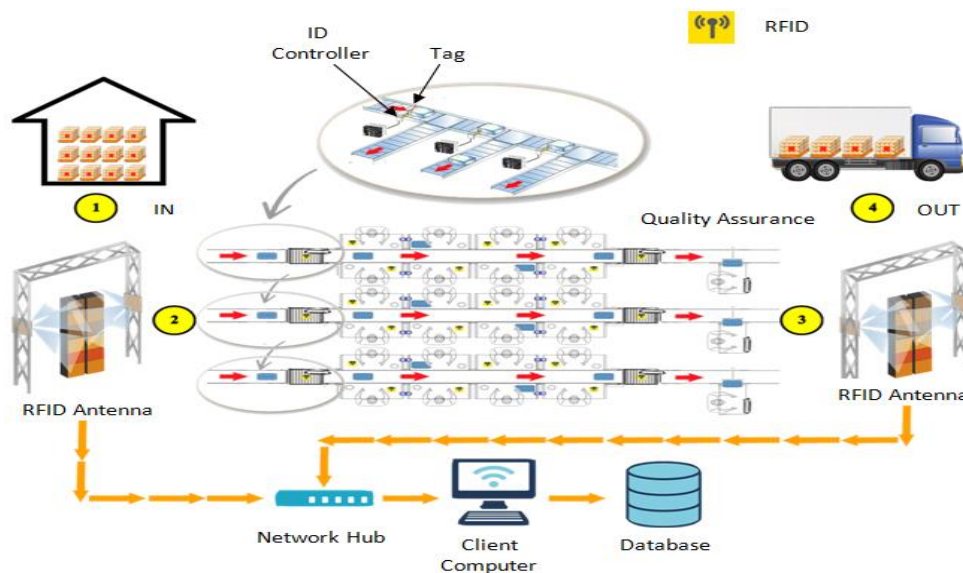 RFID
ID
Controller
Tag
1
IN
4
OUT
Quality Assurance
2
3
RFID Antenna
RFID Antenna
Network Hub
Client
Computer
Database